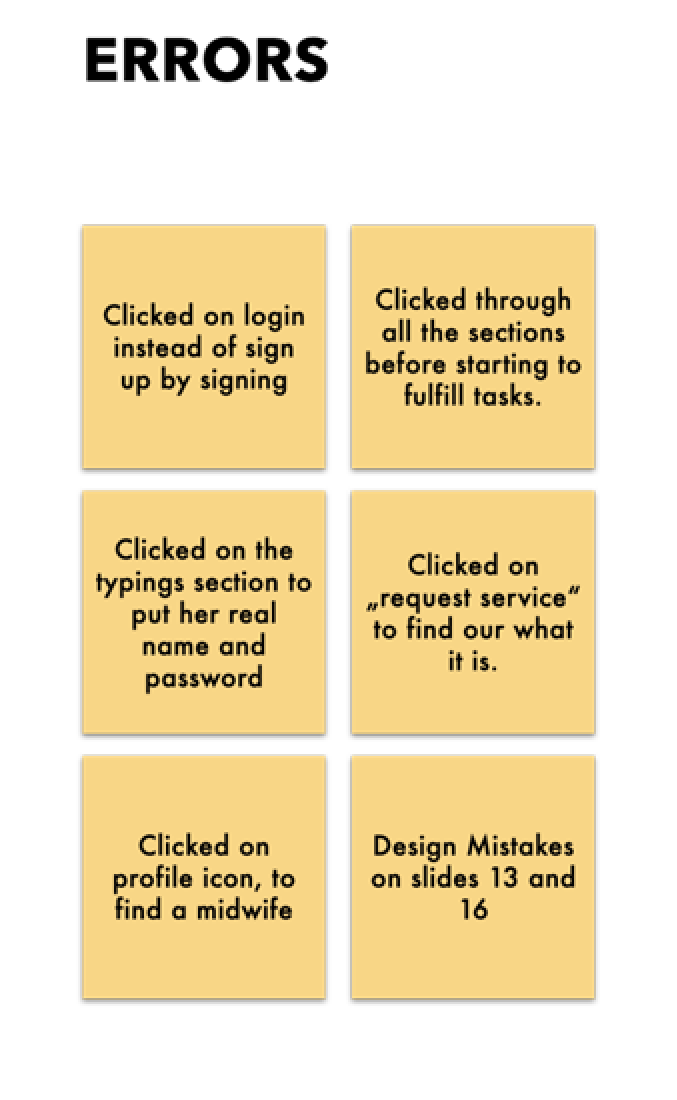 ERRORS
Clicked on login
instead of sign
up by signing
Clicked through
all the sections
before starting to
fulfill tasks.
Clicked on the
typings section to
put her real
name and
password
Clicked on
„request service“
to find our what
it is.
Clicked on
profile icon, to
find a midwife
Design Mistakes
on slides 13 and
16